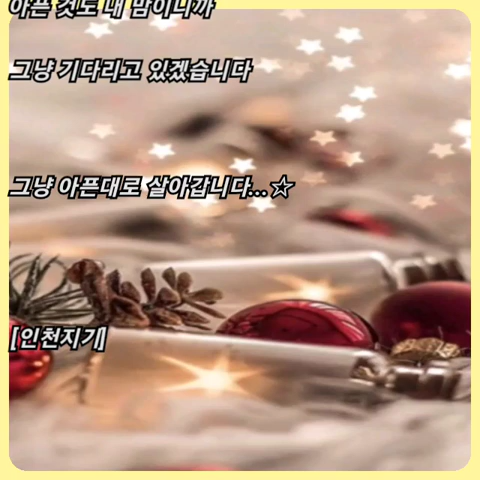 아픈 것도 내 맘이니까
그냥 기다리고 있겠습니다
그냥 아픈대로 살아갑니다...☆
[인천지기]